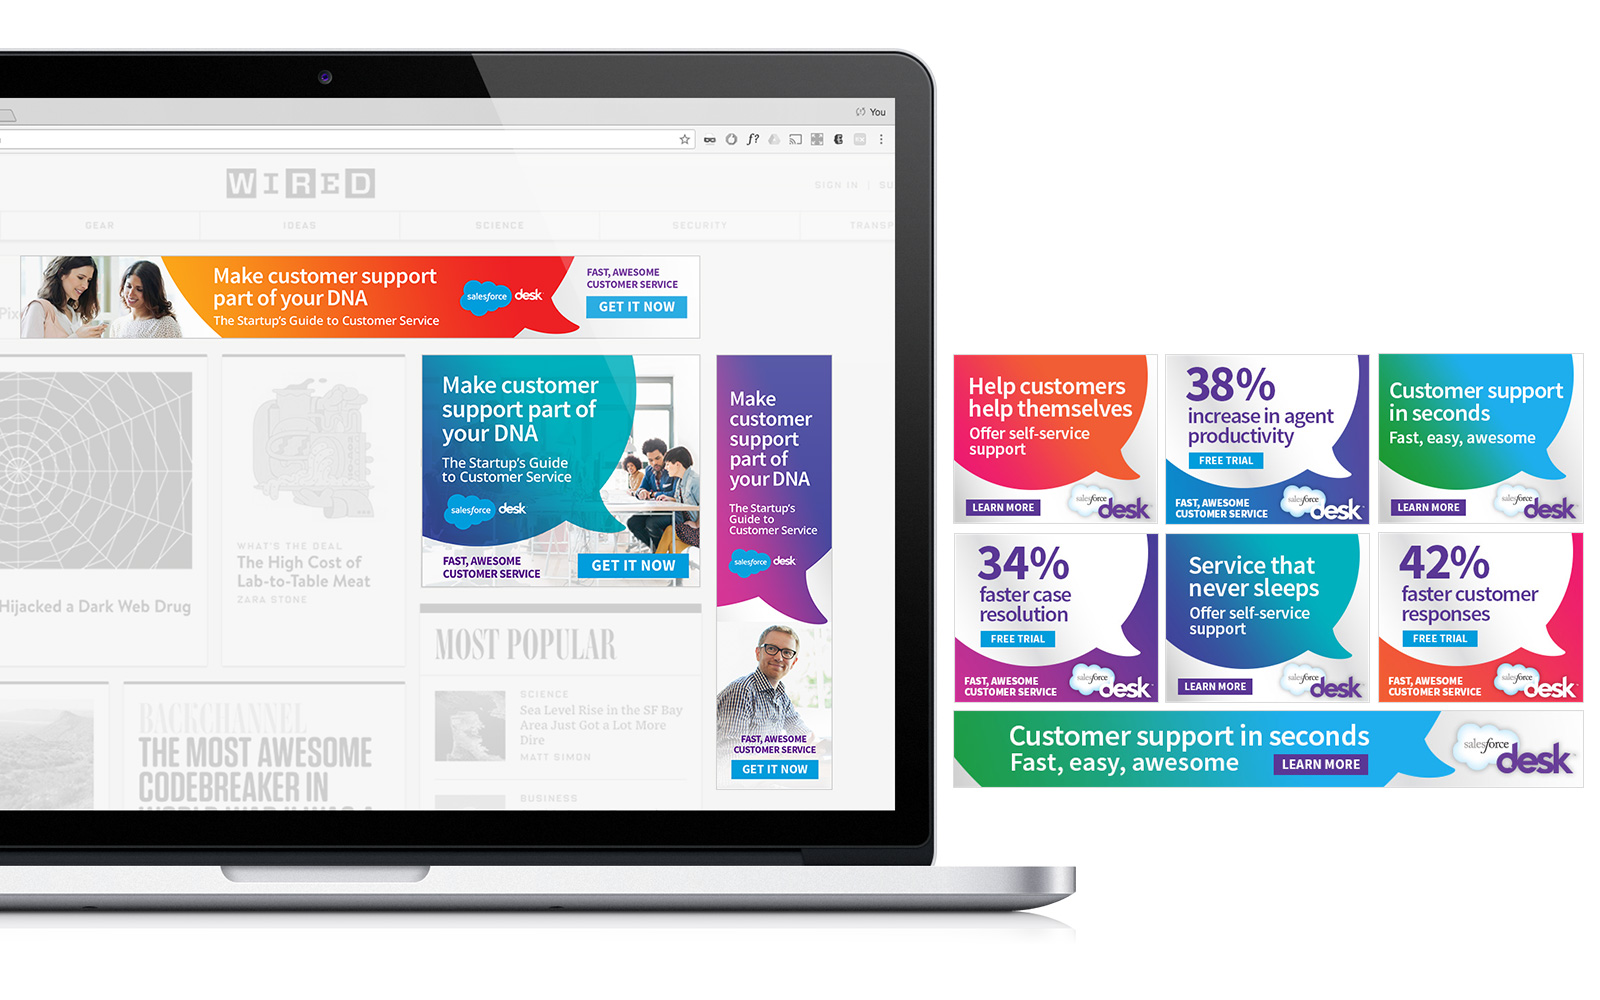 You
f?
WIRED
SIGN IN | SU
GEAR
IDEAS
SCIENCE
SECURITY
TRANSP
Make customer support
part of your DNA
The Startup's Guide to Customer Service
salesforce desk
FAST, AWESOME
CUSTOMER SERVICE
GET IT NOW
Pix
Hijacked a Dark Web Drug
WHAT'S THE DEAL
The High Cost of
Lab-to-Table Meat
ZARA STONE
Make customer
support part of
your DNA
The Startup's Guide
to Customer Service
salesforce desk
FAST, AWESOME
CUSTOMER SERVICE
GET IT NOW
Make
customer
support
part of
your DNA
The Startup's
Guide to
Customer Service
salesforce desk
FAST, AWESOME
CUSTOMER SERVICE
GET IT NOW
MOST POPULAR
SCIENCE
Sea Level Rise in the SF Bay
Area Just Got a Lot More
Dire
MATT SIMON
BUSINESS
BACKCHANNEL
THE MOST AWESOME
CODEBREAKER IN
WORLD WAR II WAS A
Help customers
help themselves
Offer self-service
support
LEARN MORE
salesforce
desk
38%
increase in agent
productivity
FREE TRIAL
FAST, AWESOME
CUSTOMER SERVICE
salesforce
desk
Customer support
in seconds
Fast, easy, awesome
LEARN MORE
salesforce
desk
34%
faster case
resolution
FREE TRIAL
FAST, AWESOME
CUSTOMER SERVICE
salesforce
desk
Service that
never sleeps
Offer self-service
support
LEARN MORE
salesforce
desk
42%
faster customer
responses
FREE TRIAL
FAST, AWESOME
CUSTOMER SERVICE
salesforce
desk
Customer support in seconds
Fast, easy, awesome
LEARN MORE
salesforce
desk